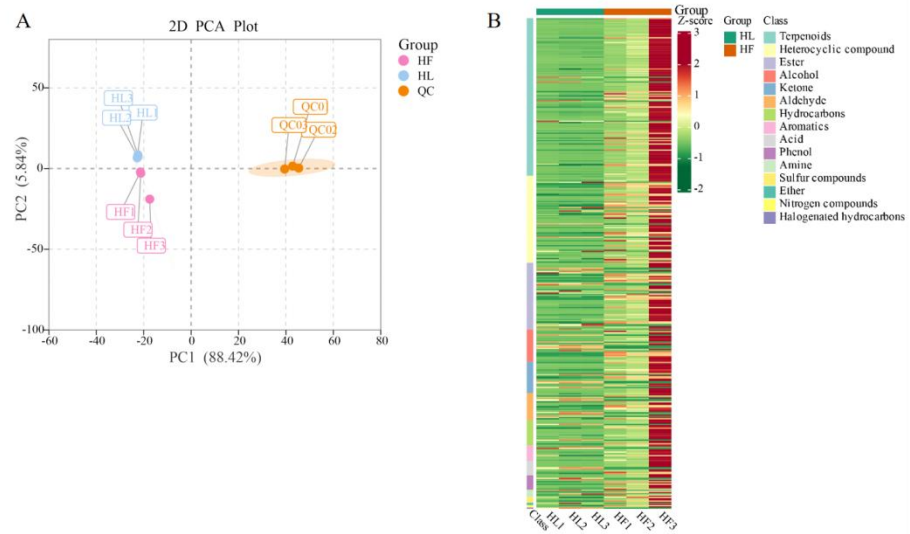 A
2D PCA Plot
Group
HF
HL
QC
50
0
-50
-100
HL3
HL1
HL2
QC0
QC03
QC02
HF1
HF2
HF3
-60
-40
-20
0
20
40
60
80
PC2 (5.84%)
PC1 (88.42%)
B
Group
Z-score
3
2
1
0
-1
-2
Group
HL
HF
Class
Terpenoids
Heterocyclic compound
Ester
Alcohol
Ketone
Aldehyde
Hydrocarbons
Aromatics
Acid
Phenol
Amine
Sulfur compounds
Ether
Nitrogen compounds
Halogenated hydrocarbons
Class
HL1
HL2
HL3
HF1
HF2
HF3